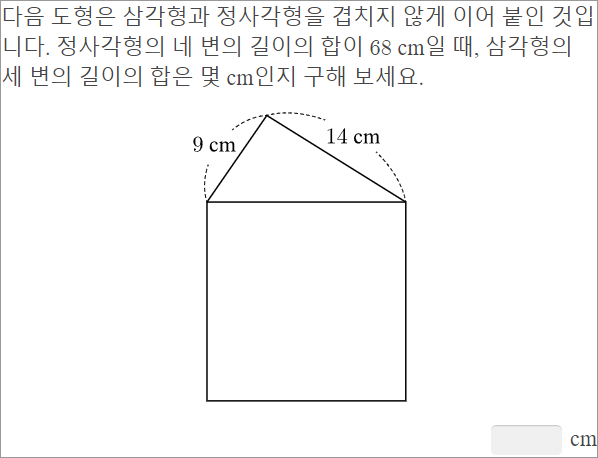 다음 도형은 삼각형과 정사각형을 겹치지 않게 이어 붙인 것입
니다. 정사각형의 네 변의 길이의 합이 68 cm일 때, 삼각형의
세 변의 길이의 합은 몇 cm인지 구해 보세요.
9 cm
14 cm
cm